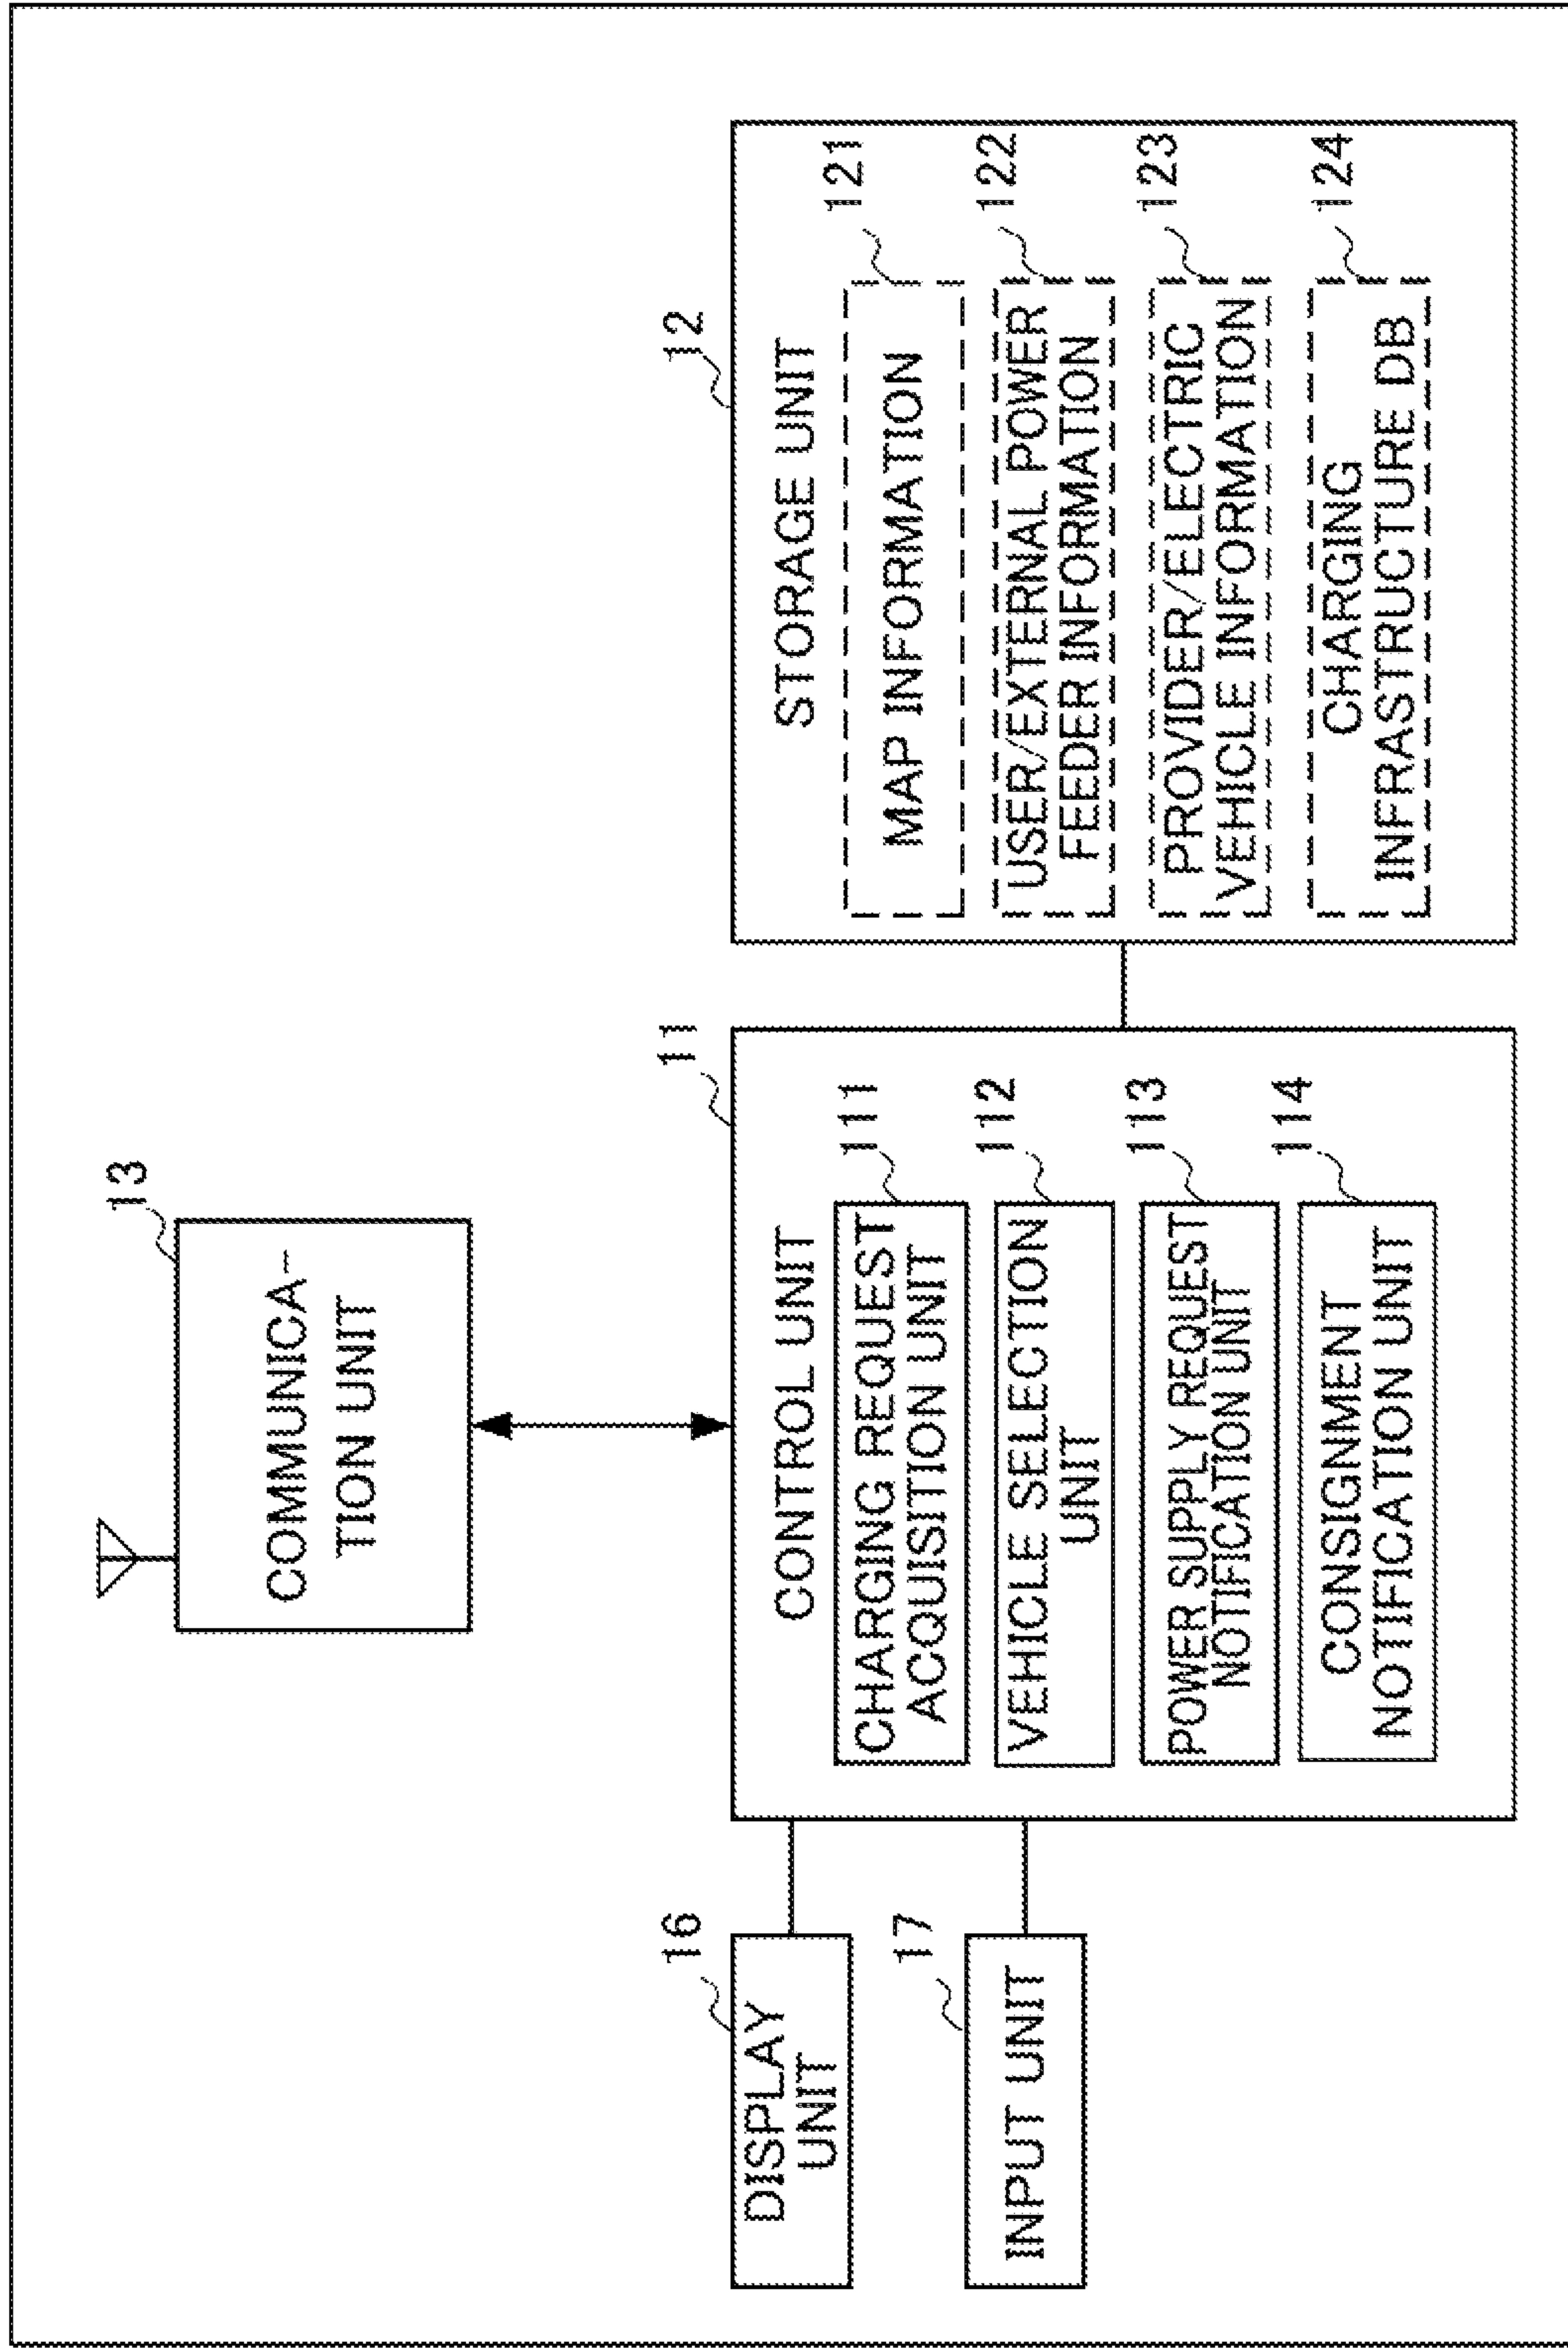 13
COMMUNICA-
TION UNIT
16
DISPLAY
UNIT
17
INPUT UNIT
11
CONTROL UNIT
111
CHARGING REQUEST
ACQUISITION UNIT
112
VEHICLE SELECTION
UNIT
113
POWER SUPPLY REQUEST
NOTIFICATION UNIT
114
CONSIGNMENT
NOTIFICATION UNIT
12
STORAGE UNIT
121
MAP INFORMATION
122
USER/EXTERNAL POWER
FEEDER INFORMATION
123
PROVIDER/ELECTRIC
VEHICLE INFORMATION
124
CHARGING
INFRASTRUCTURE DB